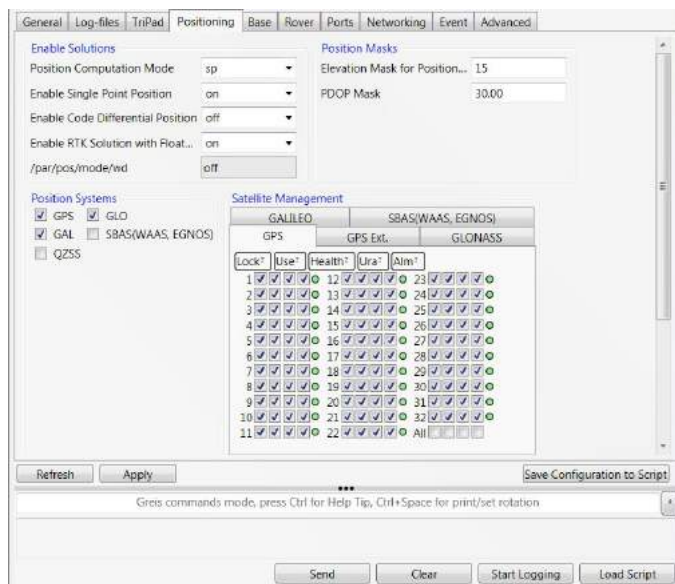 General Log-files TriPad Positioning Base Rover Ports Networking Event Advanced
Enable Solutions
Position Computation Mode sp
Enable Single Point Position on
Enable Code Differential Position off
Enable RTK Solution with Float... on
/par/pos/mode/wd off
Position Masks
Elevation Mask for Position... 15
PDOP Mask 30.00
Position Systems
GPS GLO
GAL SBAS(WAAS, EGNOS)
QZSS
Satellite Management
GALILEO SBAS(WAAS, EGNOS)
GPS GPS Ext. GLONASS
Lock? Use? Health? Ura? Alm?
1 12 23
2 13 24
3 14 25
4 15 26
5 16 27
6 17 28
7 18 29
8 19 30
9 20 31
10 21 32
11 22 All
Refresh Apply Save Configuration to Script
Greis commands mode, press Ctrl for Help Tip, Ctrl+Space for print/set rotation
Send Clear Start Logging Load Script